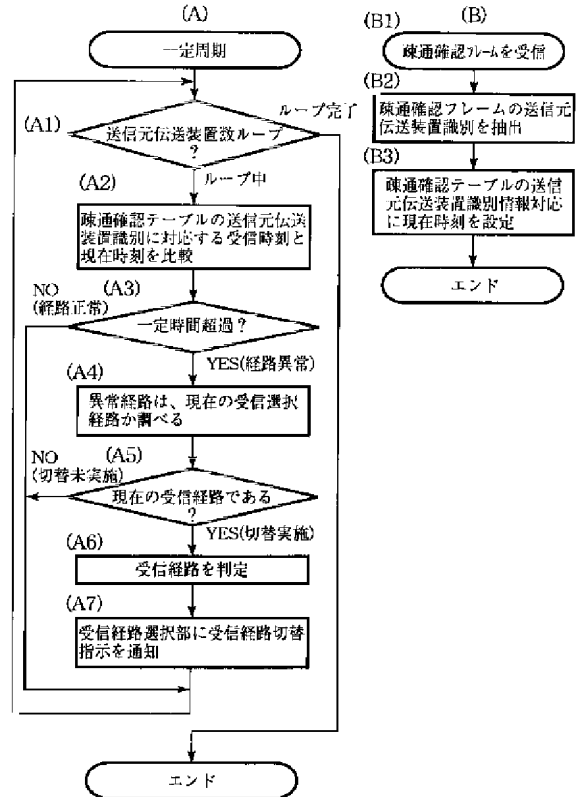 (A)
一定周期
(A1)
送信元伝送装置数ループ
?
ループ完了
ループ中
(A2)
疎通確認テーブルの送信元伝送
装置識別に対応する受信時刻と
現在時刻を比較
NO
(経路正常)
(A3)
一定時間超過?
YES(経路異常)
(A4)
異常経路は、現在の受信選択
経路か調べる
NO
(切替未実施)
(A5)
現在の受信経路である
?
YES(切替実施)
(A6)
受信経路を判定
(A7)
受信経路選択部に受信経路切替
指示を通知
エンド
(B)
(B1)
疎通確認フレームを受信
(B2)
疎通確認フレームの送信元
伝送装置識別を抽出
(B3)
疎通確認テーブルの送信
元伝送装置識別情報対応
に現在時刻を設定
エンド